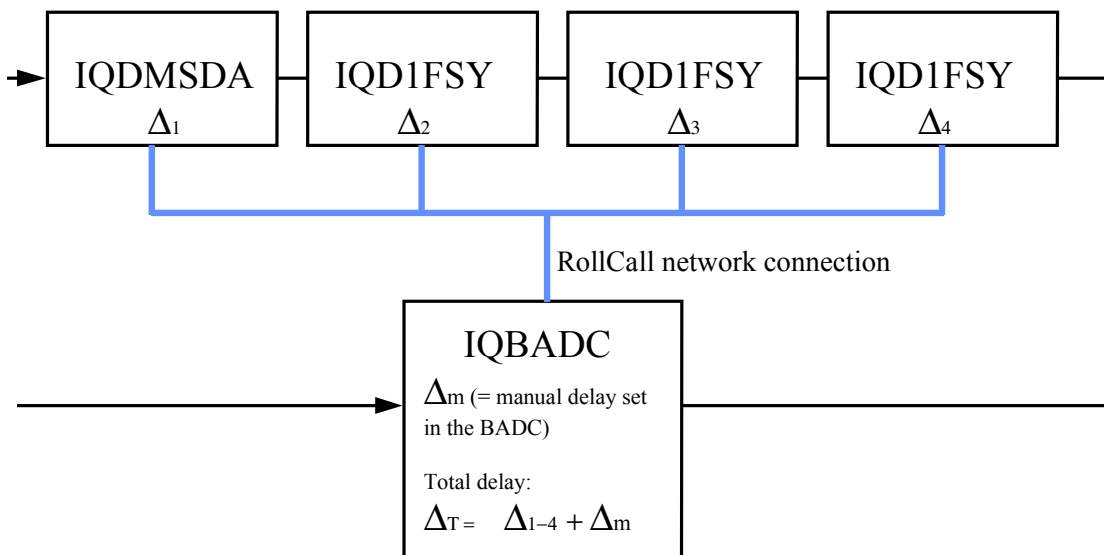 IQDMSDA IQD1FSY IQD1FSY IQD1FSY
Δ1 Δ2 Δ3 Δ4
RollCall network connection
IQBADC
Δm (= manual delay set
in the BADC)
Total delay:
ΔT = Δ1−4 + Δm